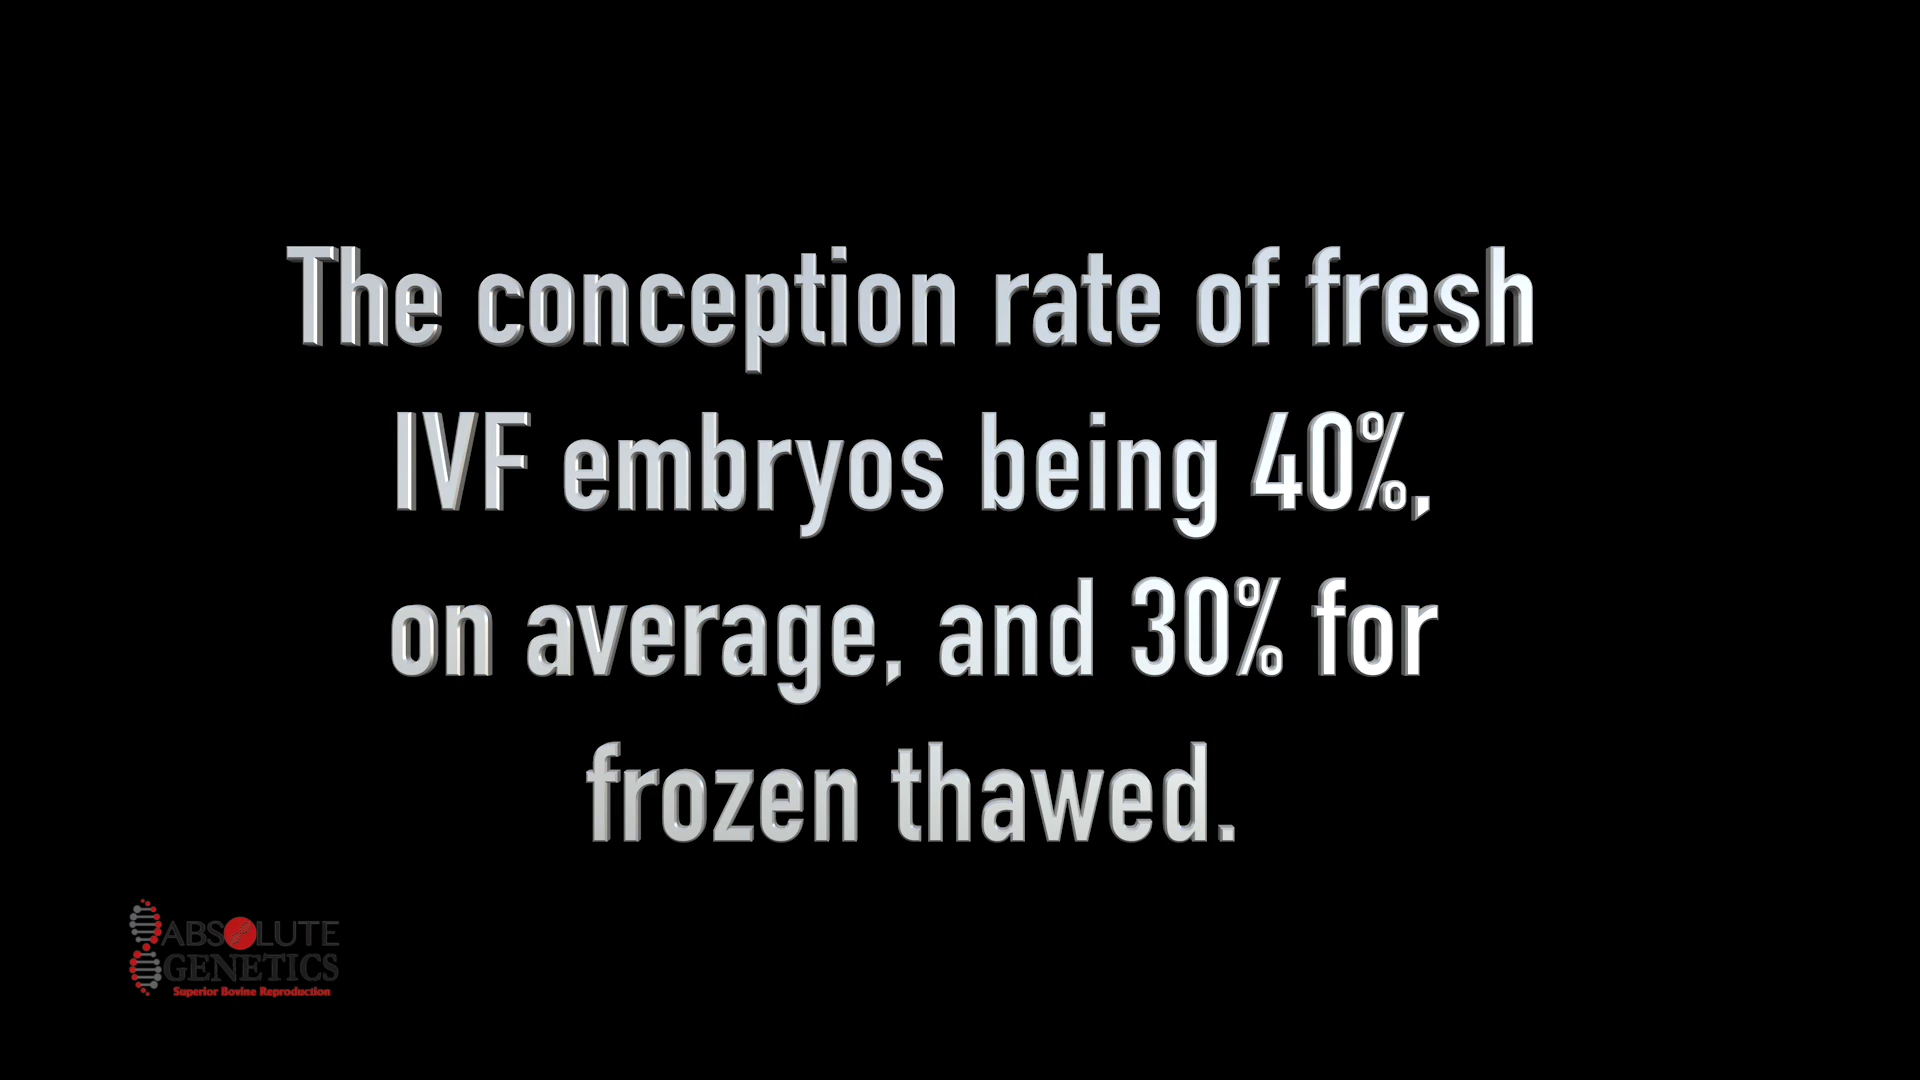 The conception rate of fresh
IVF embryos being 40%,
on average, and 30% for
frozen thawed.
ABSOLUTE
GENETICS
Superior Bovine Reproduction